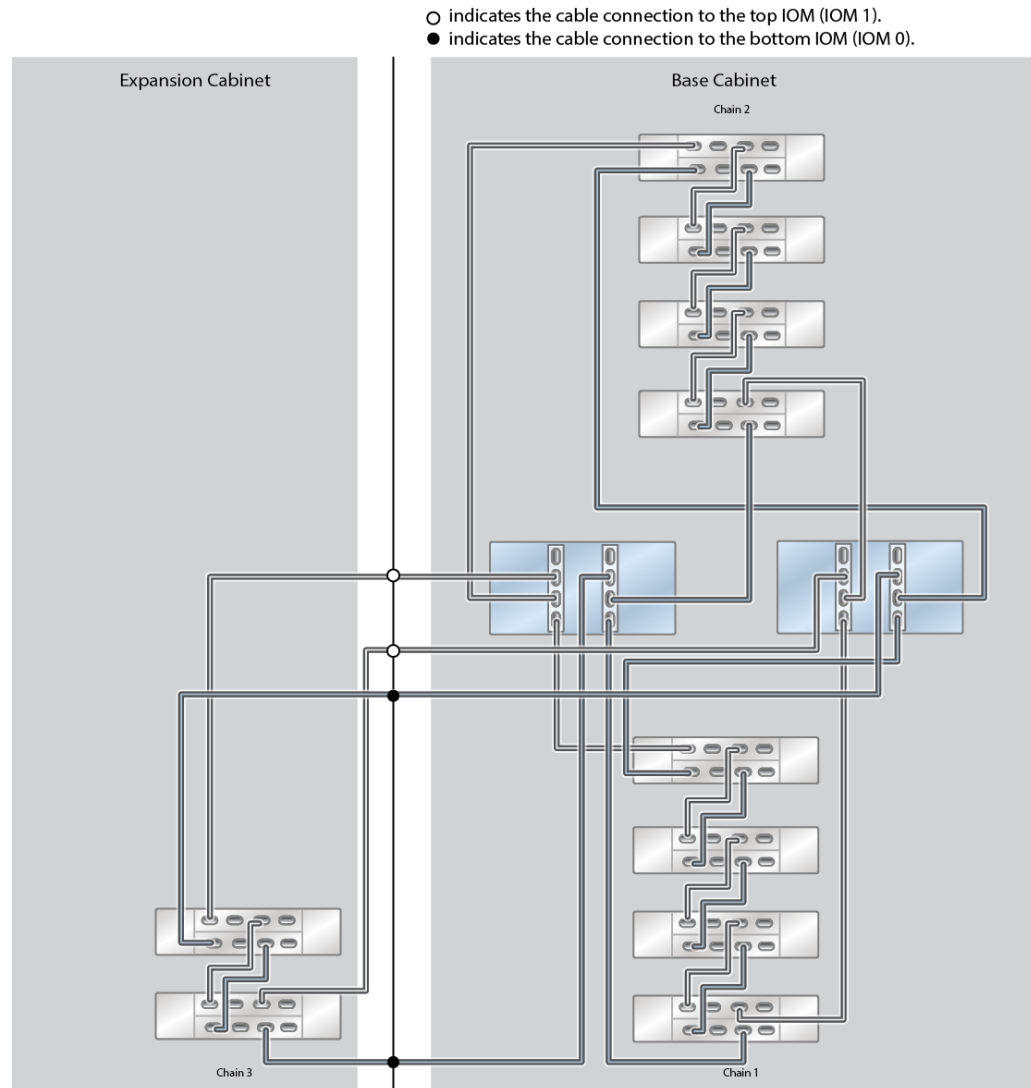 indicates the cable connection to the top IOM (IOM 1).
indicates the cable connection to the bottom IOM (IOM 0).
Expansion Cabinet
Base Cabinet
Chain 2
Chain 3
Chain 1